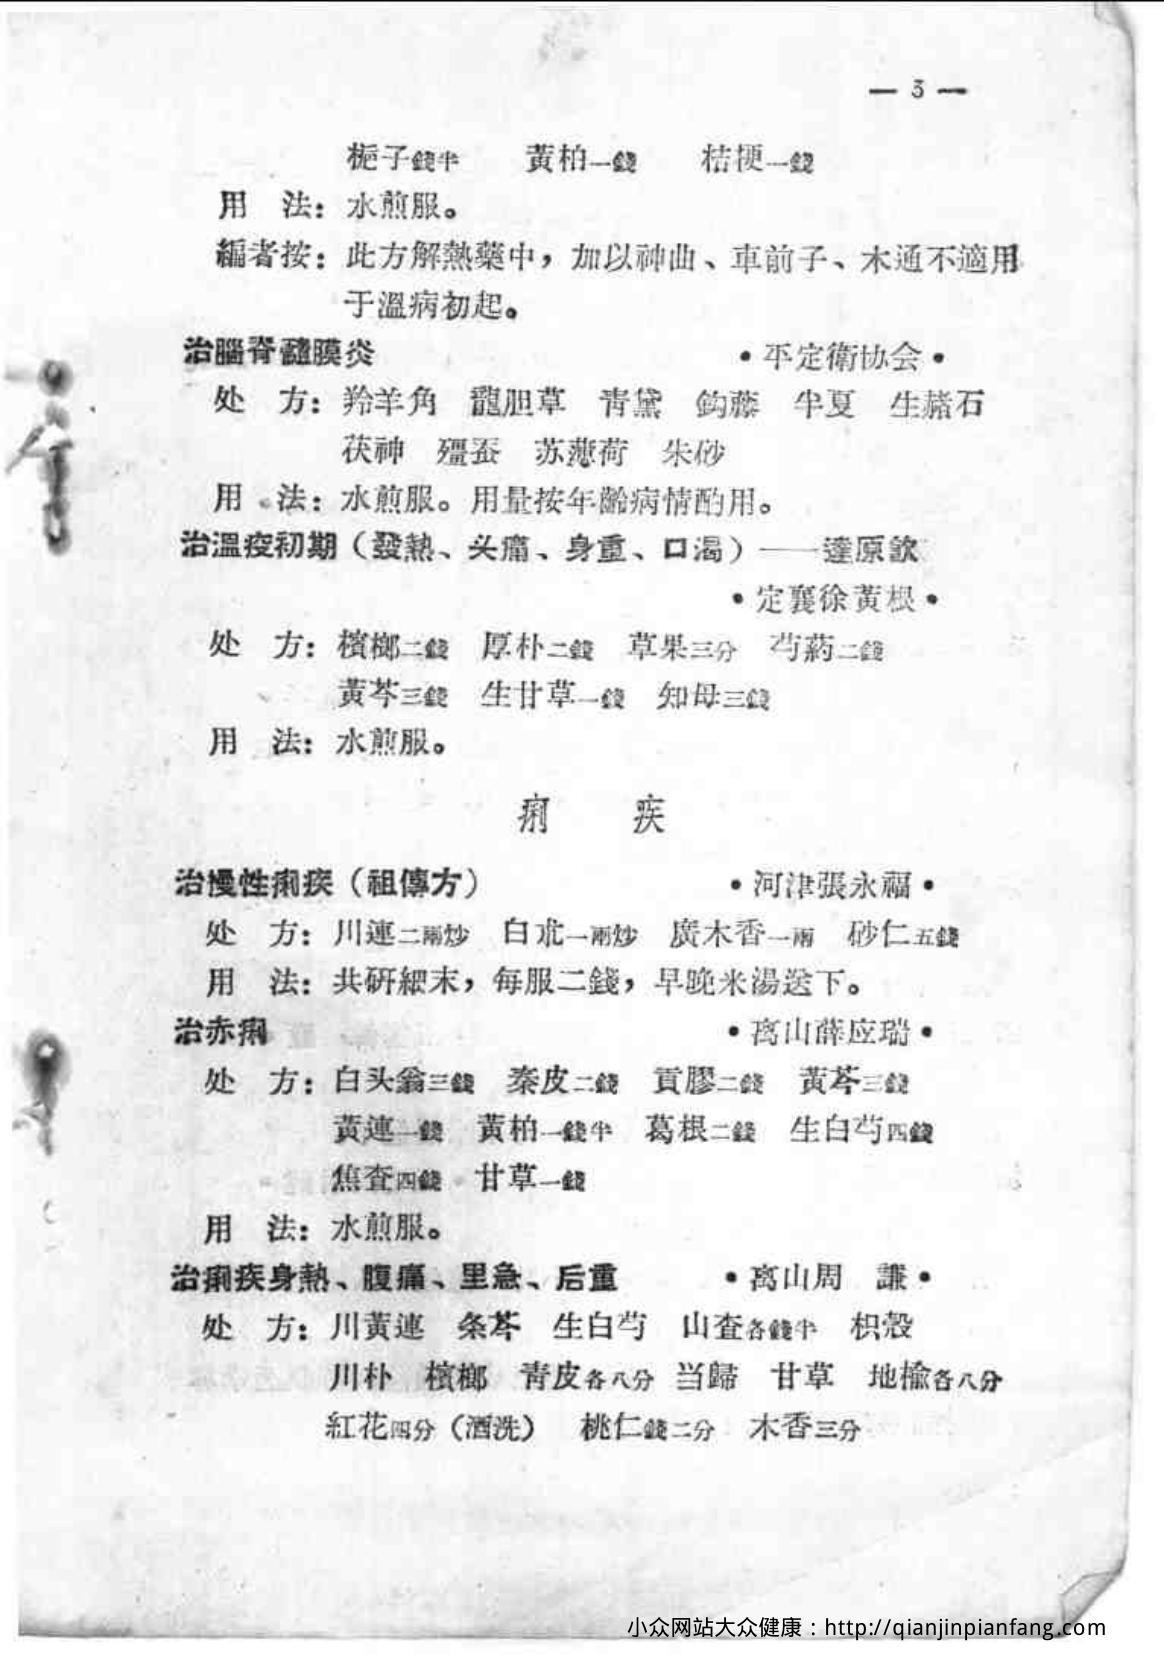 — 3 —
梔子錢半　黃柏一錢　桔梗一錢
用　法：水煎服。
編者按：此方解熱藥中，加以神曲、車前子、木通不適用
于溫病初起。
治腦脊髓膜炎　•平定衛协会•
处　方：羚羊角　龍胆草　青黛　鈎藤　半夏　生赭石
茯神　殭蚕　苏薄荷　朱砂
用　法：水煎服。用量按年齡病情酌用。
治溫疫初期（發熱、头痛、身重、口渴）——達原飲
•定襄徐黃根•
处　方：檳榔二錢　厚朴二錢　草果三分　芍葯二錢
黃芩三錢　生甘草一錢　知母三錢
用　法：水煎服。
痢　疾
治慢性痢疾（祖傳方）　•河津張永福•
处　方：川連二兩炒　白朮一兩炒　廣木香一兩　砂仁五錢
用　法：共研細末，每服二錢，早晚米湯送下。
治赤痢　•离山薛应瑞•
处　方：白头翁三錢　秦皮二錢　貢膠二錢　黃芩三錢
黃連一錢　黃柏一錢半　葛根二錢　生白芍四錢
焦查四錢　甘草一錢
用　法：水煎服。
治痢疾身熱、腹痛、里急、后重　•离山周　謙•
处　方：川黃連　条芩　生白芍　山查各錢半　枳殼
川朴　檳榔　青皮各八分　当歸　甘草　地榆各八分
紅花四分（酒洗）　桃仁錢二分　木香三分
小众网站大众健康：http://qianjinpianfang.com